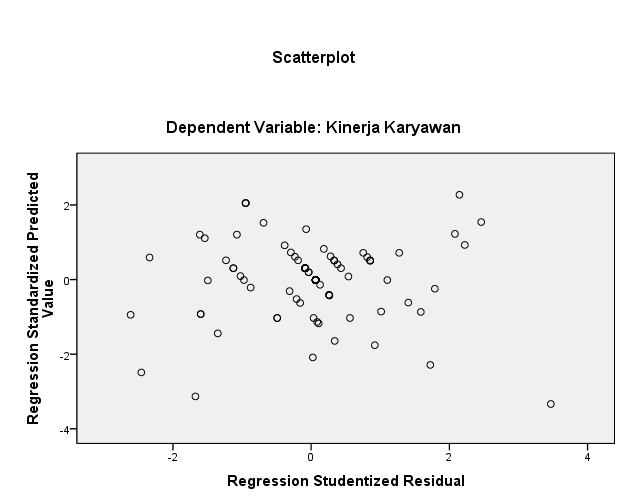 Scatterplot
Dependent Variable: Kinerja Karyawan
Regression Standardized Predicted
Value
2
0
-2
-4
-2
0
2
4
Regression Studentized Residual